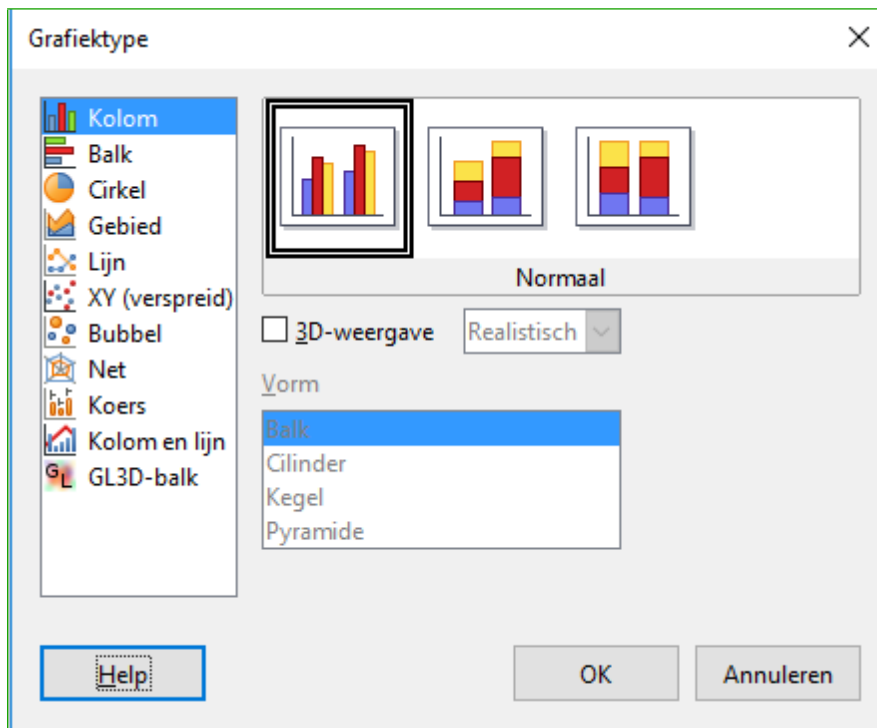 Grafiektype
Kolom
Balk
Cirkel
Gebied
Lijn
XY (verspreid)
Bubbel
Net
Koers
Kolom en lijn
GL GL3D-balk
Normaal
3D-weergave
Realistisch
Vorm
Balk
Cilinder
Kegel
Pyramide
Help
OK
Annuleren